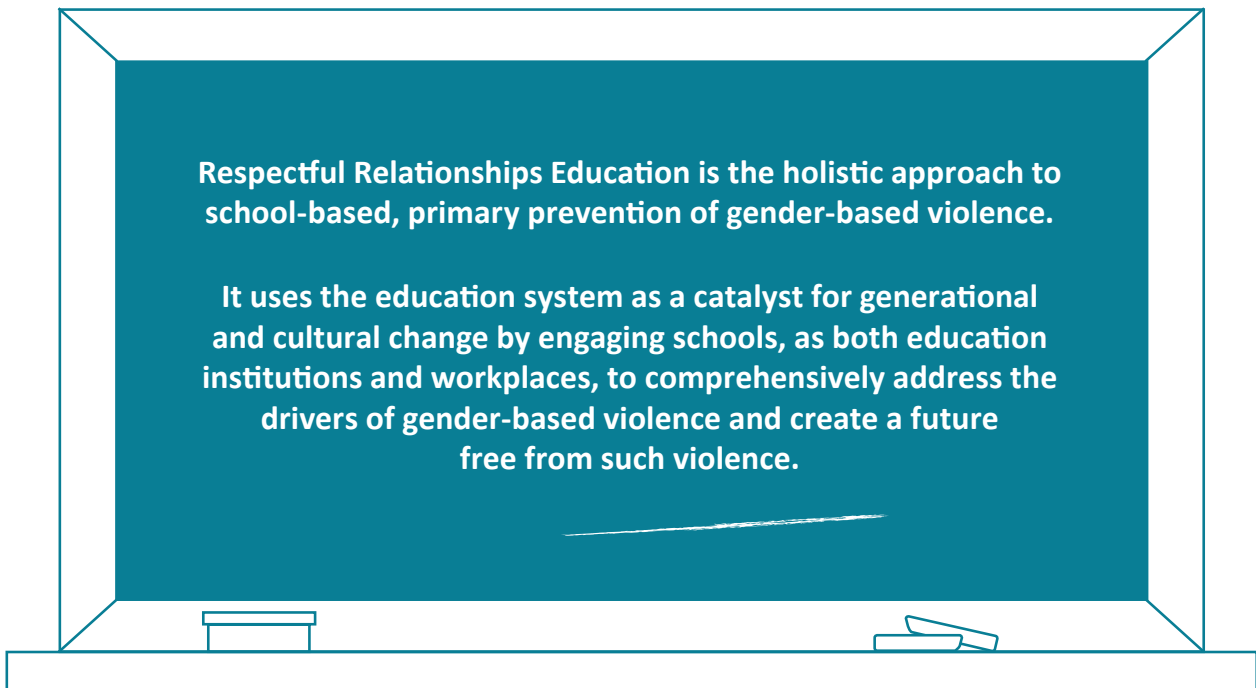 Respectful Relationships Education is the holistic approach to
school-based, primary prevention of gender-based violence.
It uses the education system as a catalyst for generational
and cultural change by engaging schools, as both education
institutions and workplaces, to comprehensively address the
drivers of gender-based violence and create a future
free from such violence.